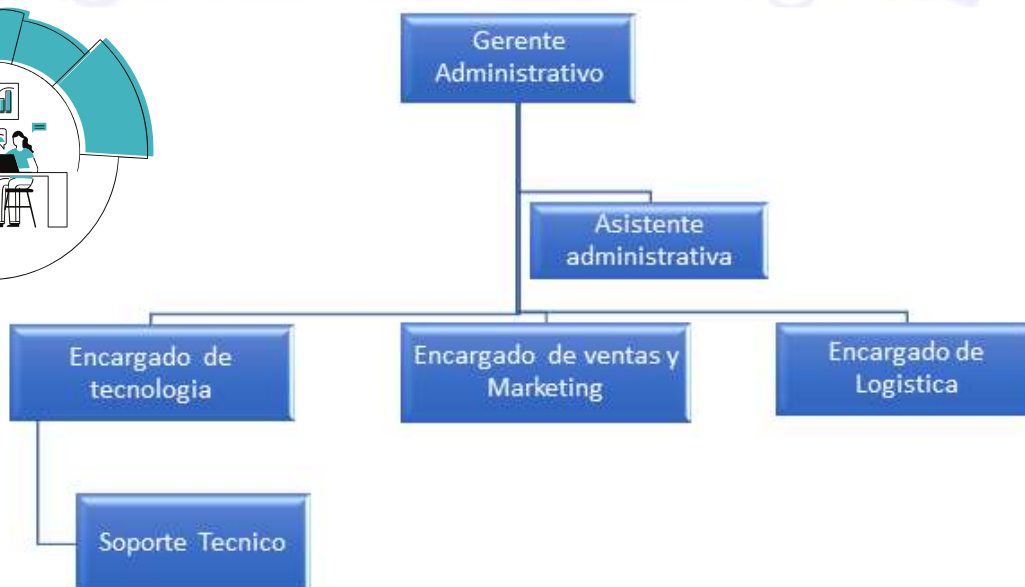 Gerente
Administrativo
Asistente
administrativa
Encargado de
tecnologia
Encargado de ventas y
Marketing
Encargado de
Logistica
Soporte Tecnico